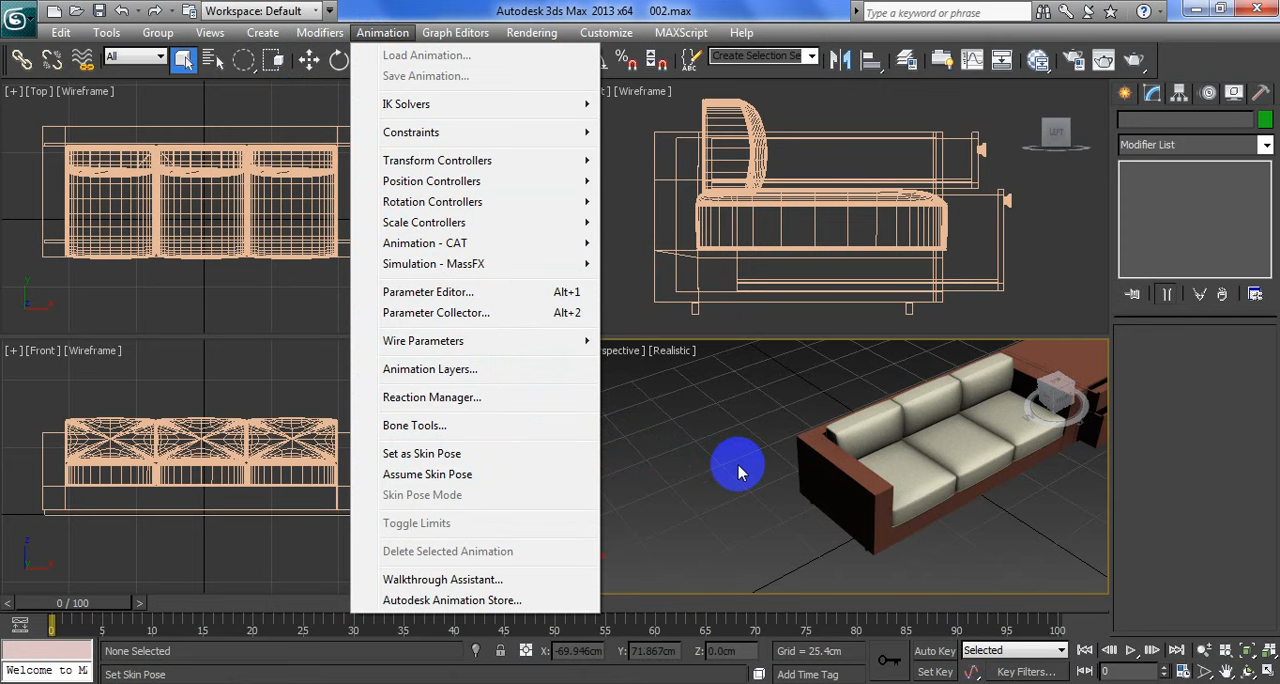 Workspace: Default
Autodesk 3ds Max 2013 x64 002.max
Type a keyword or phrase
Edit Tools Group Views Create Modifiers Animation Graph Editors Rendering Customize MAXScript Help
All
Create Selection Se
[+] [Top] [Wireframe]
[Wireframe]
LEFT
Modifier List
Load Animation...
Save Animation...
IK Solvers
Constraints
Transform Controllers
Position Controllers
Rotation Controllers
Scale Controllers
Animation - CAT
Simulation - MassFX
Parameter Editor... Alt+1
Parameter Collector... Alt+2
Wire Parameters
Animation Layers...
Reaction Manager...
Bone Tools...
Set as Skin Pose
Assume Skin Pose
Skin Pose Mode
Toggle Limits
Delete Selected Animation
Walkthrough Assistant...
Autodesk Animation Store...
[+] [Front] [Wireframe]
spective] [Realistic]
0 / 100
0 5 10 15 20 25 30 35 40 45 50 55 60 65 70 75 80 85 90 95 100
None Selected X: -69.946cm Y: 71.867cm Z: 0.0cm Grid = 25.4cm Auto Key Selected
Welcome to M Set Skin Pose Add Time Tag Set Key Key Filters... 0